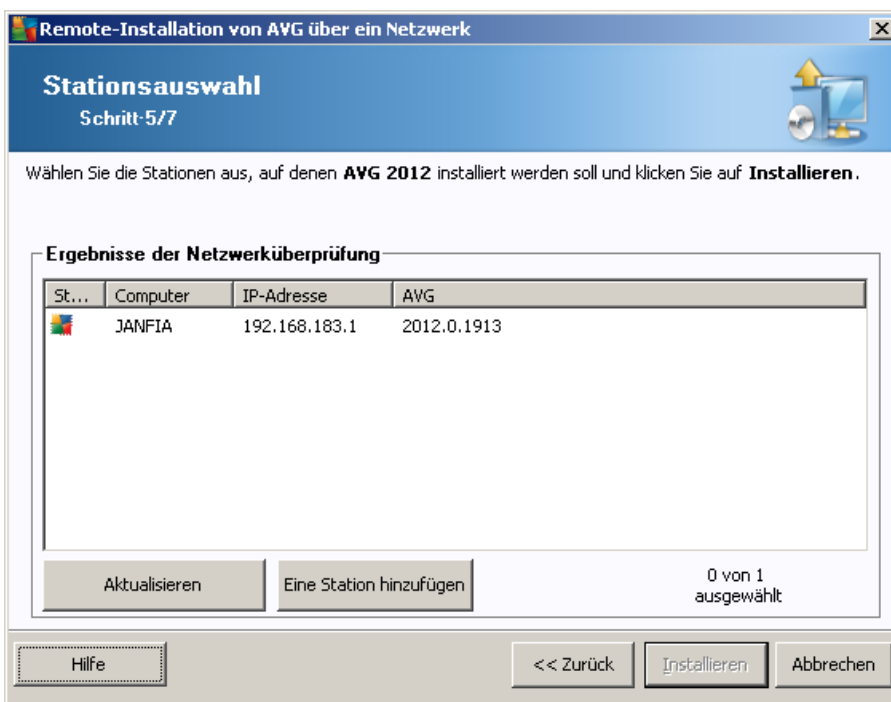 Remote-Installation von AVG über ein Netzwerk
Stationsauswahl
Schritt-5/7
Wählen Sie die Stationen aus, auf denen AVG 2012 installiert werden soll und klicken Sie auf Installieren.
Ergebnisse der Netzwerküberprüfung
St... Computer IP-Adresse AVG
JANFIA 192.168.183.1 2012.0.1913
Aktualisieren Eine Station hinzufügen 0 von 1
ausgewählt
Hilfe << Zurück Installieren Abbrechen